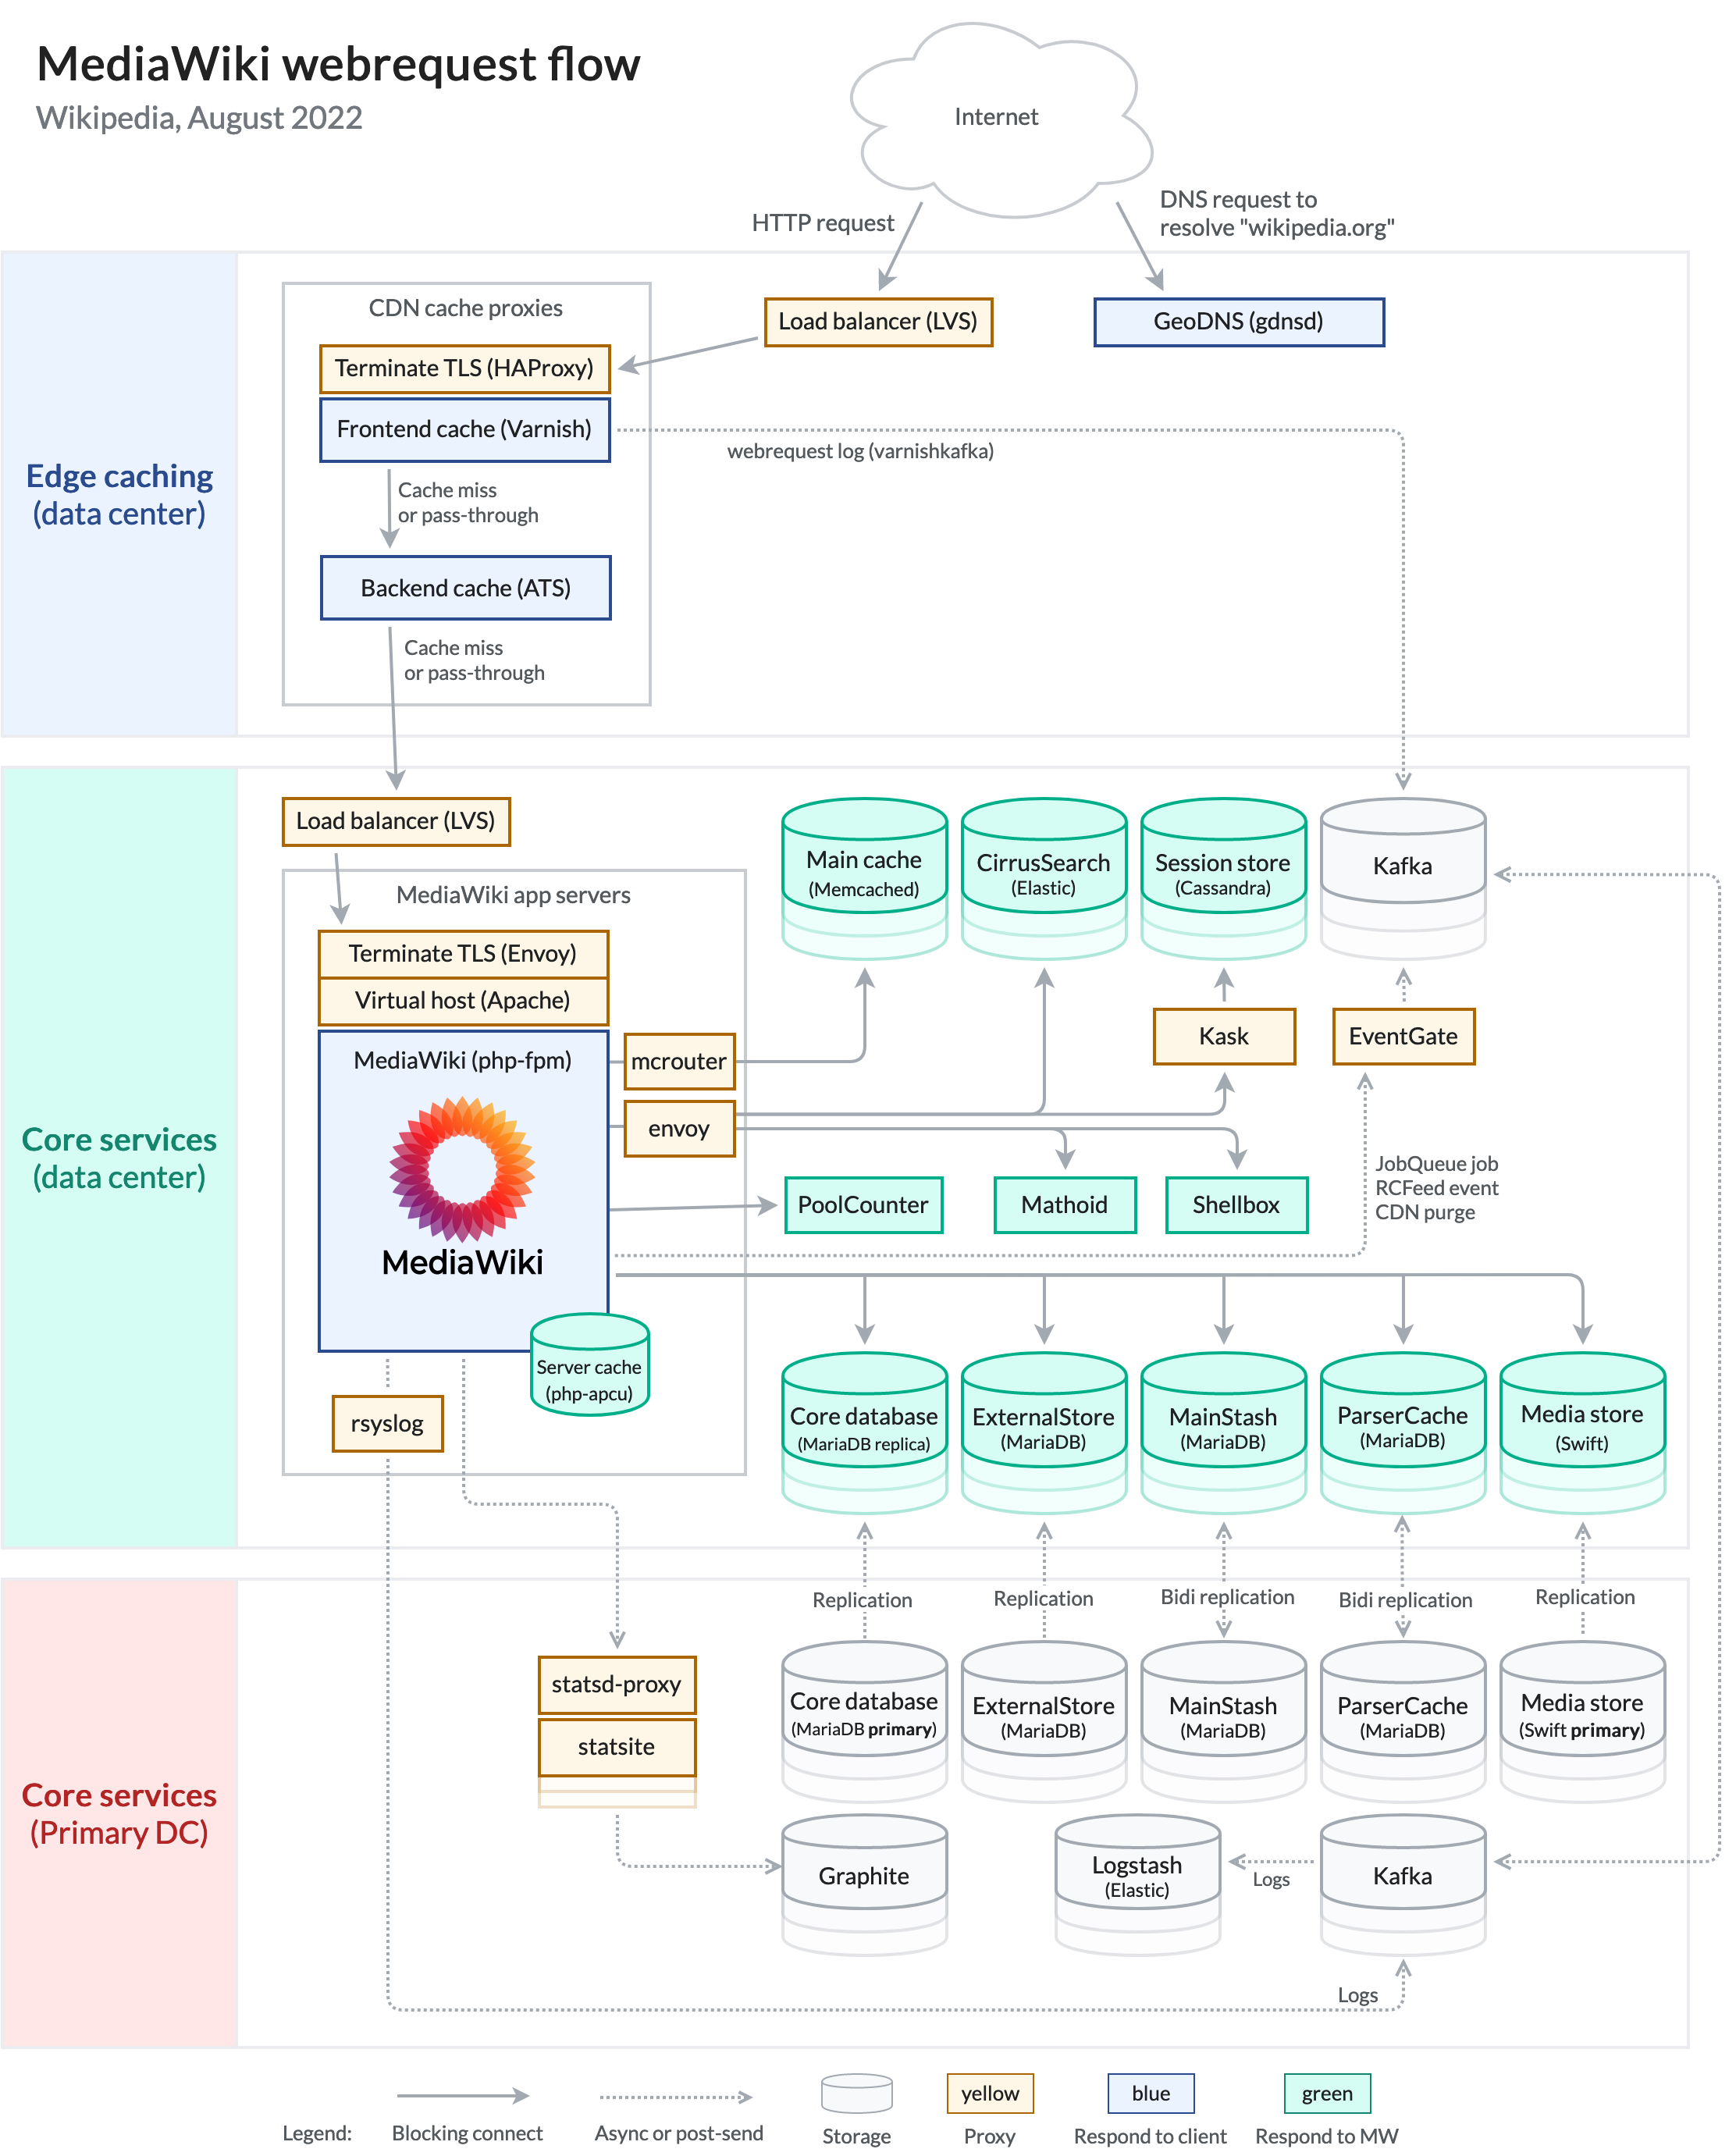 MediaWiki webrequest flow
Wikipedia, August 2022
Internet
HTTP request
DNS request to
resolve "wikipedia.org"
Edge caching
(data center)
CDN cache proxies
Load balancer (LVS)
GeoDNS (gdnsd)
Terminate TLS (HAProxy)
Frontend cache (Varnish)
webrequest log (varnishkafka)
Cache miss
or pass-through
Backend cache (ATS)
Cache miss
or pass-through
Core services
(data center)
Load balancer (LVS)
MediaWiki app servers
Terminate TLS (Envoy)
Virtual host (Apache)
MediaWiki (php-fpm)
MediaWiki
mcrouter
envoy
Server cache
(php-apcu)
rsyslog
Main cache
(Memcached)
CirrusSearch
(Elastic)
Session store
(Cassandra)
Kafka
Kask
EventGate
PoolCounter
Mathoid
Shellbox
JobQueue job
RCFeed event
CDN purge
Core database
(MariaDB replica)
ExternalStore
(MariaDB)
MainStash
(MariaDB)
ParserCache
(MariaDB)
Media store
(Swift)
Core services
(Primary DC)
Replication
Replication
Bidi replication
Bidi replication
Replication
statsd-proxy
statsite
Core database
(MariaDB primary)
ExternalStore
(MariaDB)
MainStash
(MariaDB)
ParserCache
(MariaDB)
Media store
(Swift primary)
Graphite
Logstash
(Elastic)
Logs
Kafka
Logs
Legend:
Blocking connect
Async or post-send
Storage
yellow
Proxy
blue
Respond to client
green
Respond to MW